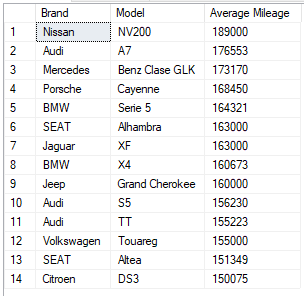 Brand Model Average Mileage
1 Nissan NV200 189000
2 Audi A7 176553
3 Mercedes Benz Clase GLK 173170
4 Porsche Cayenne 168450
5 BMW Serie 5 164321
6 SEAT Alhambra 163000
7 Jaguar XF 163000
8 BMW X4 160673
9 Jeep Grand Cherokee 160000
10 Audi S5 156230
11 Audi TT 155223
12 Volkswagen Touareg 155000
13 SEAT Altea 151349
14 Citroen DS3 150075